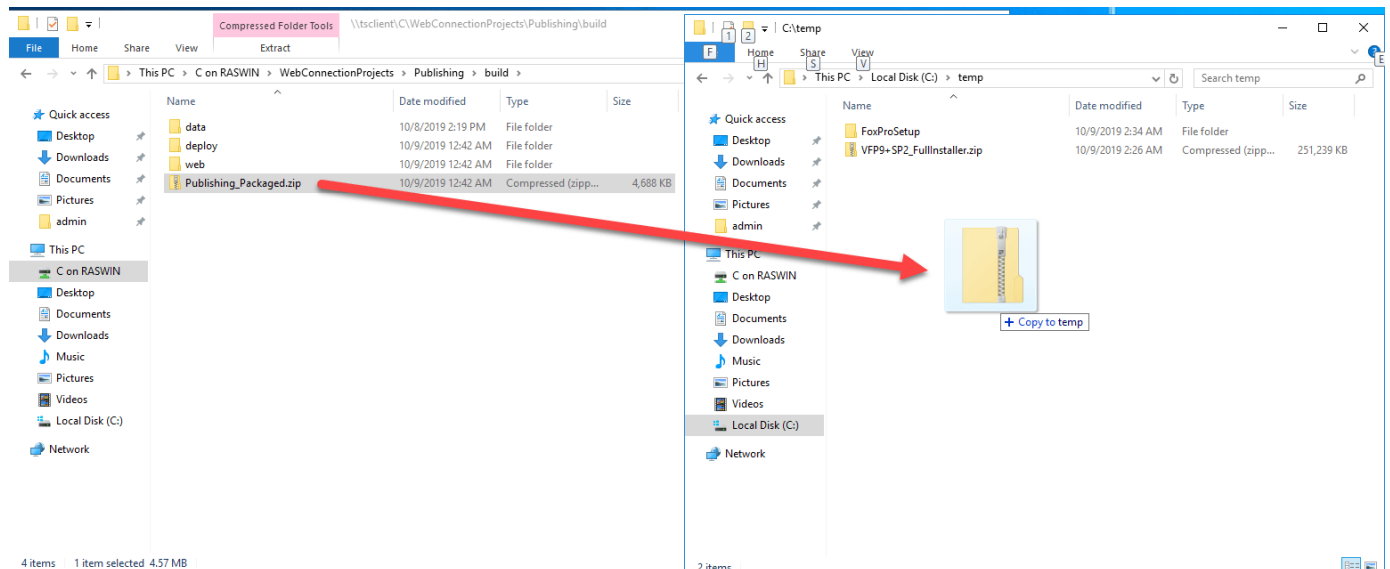 Compressed Folder Tools
\\tsclient\C\WebConnectionProjects\Publishing\build
File Home Share View Extract
This PC > C on RASWIN > WebConnectionProjects > Publishing > build >
Name Date modified Type Size
Quick access
Desktop
Downloads
Documents
Pictures
admin
This PC
C on RASWIN
Desktop
Documents
Downloads
Music
Pictures
Videos
Local Disk (C:)
Network
data 10/8/2019 2:19 PM File folder
deploy 10/9/2019 12:42 AM File folder
web 10/9/2019 12:42 AM File folder
Publishing_Packaged.zip 10/9/2019 12:42 AM Compressed (zipp... 4,688 KB
4 items 1 item selected 4.57 MB
1 2 C:\temp
F Home Share View
H S V E
This PC > Local Disk (C:) > temp
Search temp
Name Date modified Type Size
Quick access
Desktop
Downloads
Documents
Pictures
admin
This PC
C on RASWIN
Desktop
Documents
Downloads
Music
Pictures
Videos
Local Disk (C:)
Network
FoxProSetup 10/9/2019 2:34 AM File folder
VFP9+SP2_FullInstaller.zip 10/9/2019 2:26 AM Compressed (zipp... 251,239 KB
+ Copy to temp
2 items